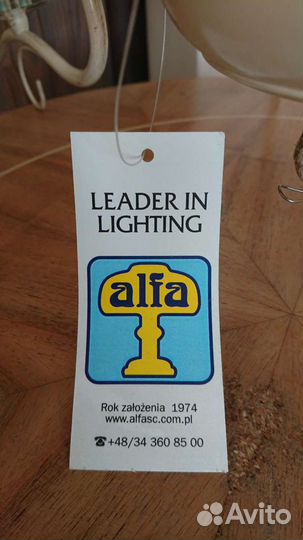 LEADER IN
LIGHTING
alfa
Rok założenia 1974
www.alfasc.com.pl
☎+48/34 360 85 00
Avito